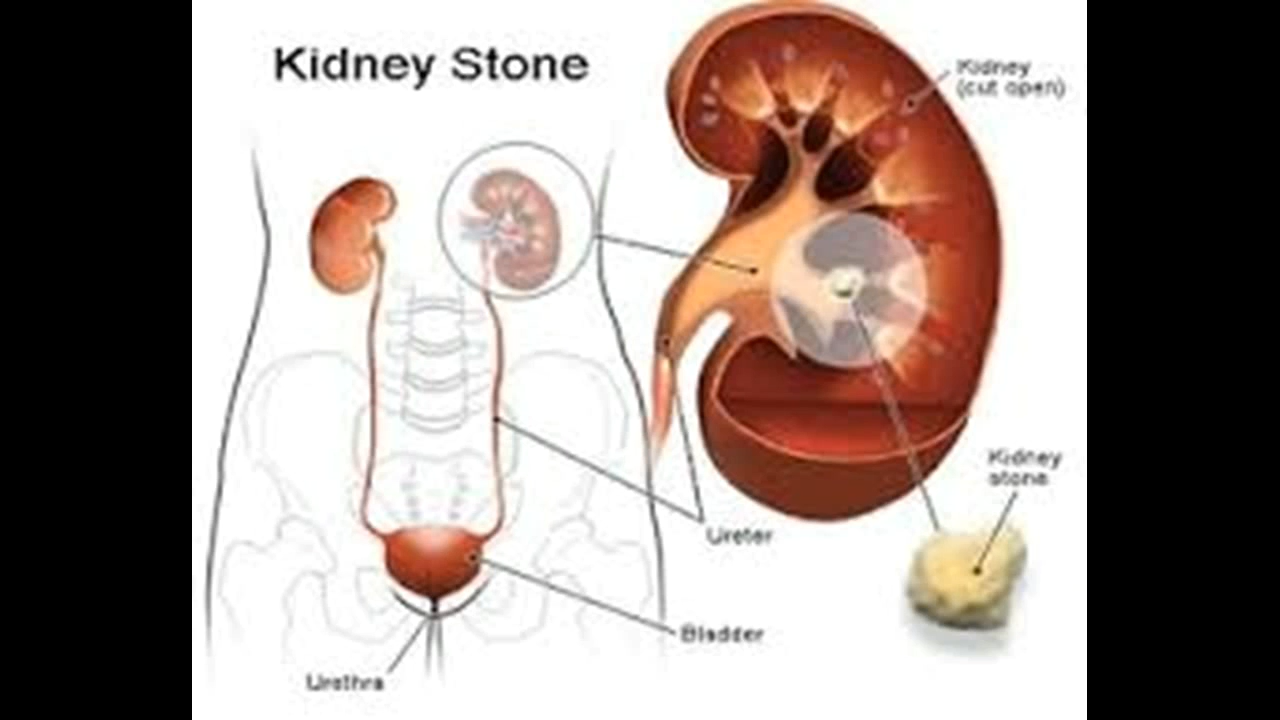 Kidney Stone
Kidney
(cut open)
Kidney
stone
Ureter
Bladder
Urethra